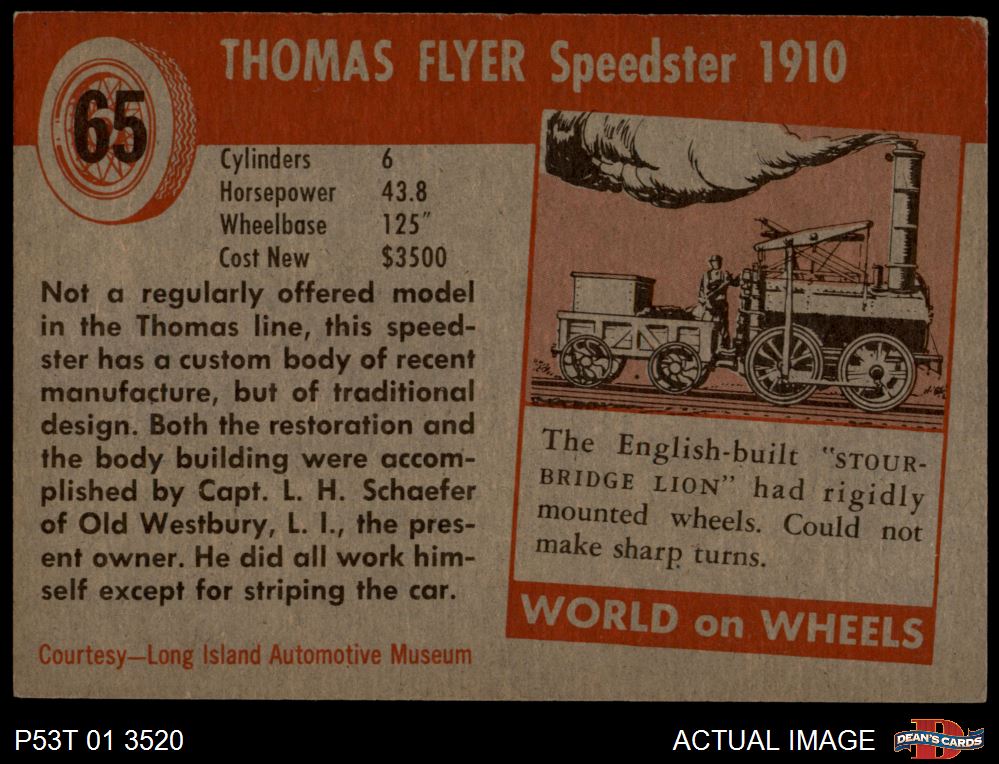 65
THOMAS FLYER Speedster 1910
Cylinders 6
Horsepower 43.8
Wheelbase 125"
Cost New $3500
Not a regularly offered model
in the Thomas line, this speed-
ster has a custom body of recent
manufacture, but of traditional
design. Both the restoration and
the body building were accom-
plished by Capt. L. H. Schaefer
of Old Westbury, L. I., the pres-
ent owner. He did all work him-
self except for striping the car.
Courtesy—Long Island Automotive Museum
The English-built "STOUR-
BRIDGE LION" had rigidly
mounted wheels. Could not
make sharp turns.
WORLD on WHEELS
P53T 01 3520
ACTUAL IMAGE
D
DEAN'S CARDS